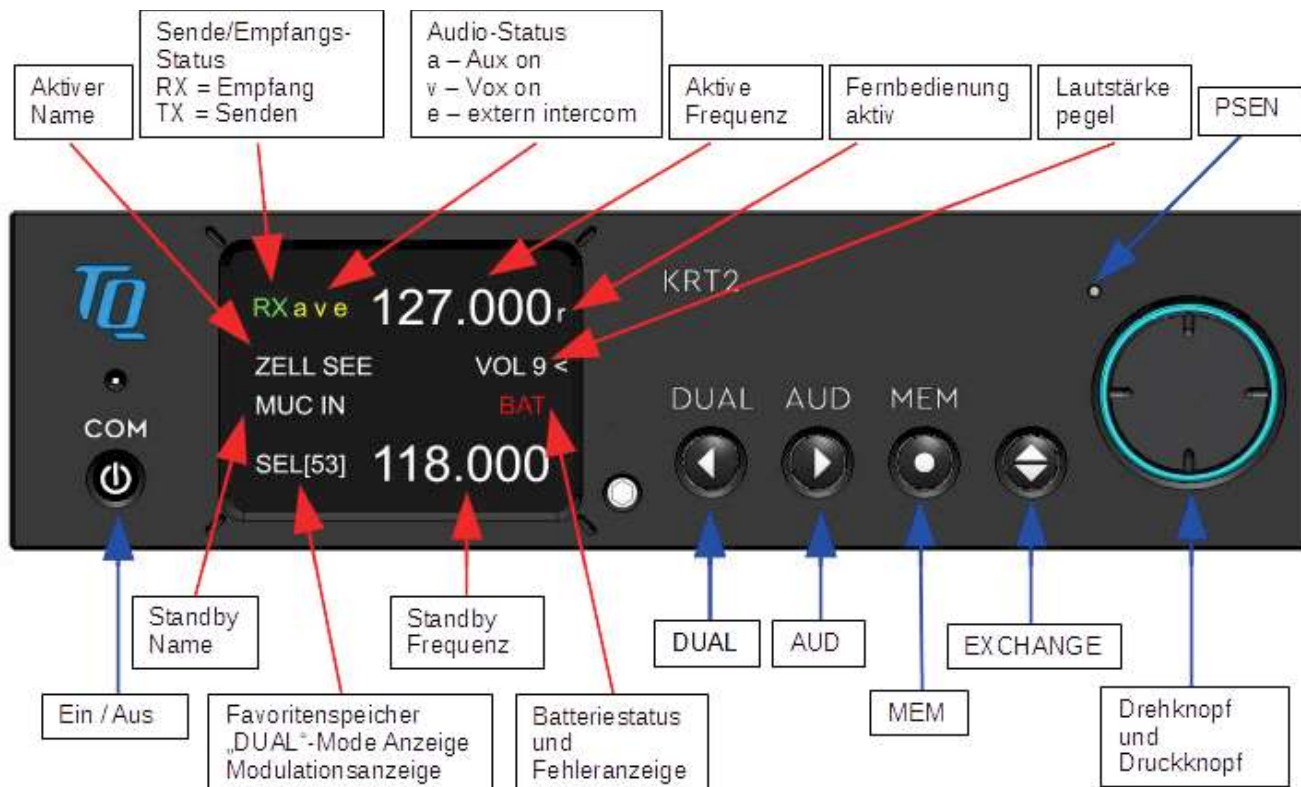 Sende/Empfangs-
Status
RX = Empfang
TX = Senden
Audio-Status
a – Aux on
v – Vox on
e – extern intercom
Aktiver
Name
Aktive
Frequenz
Fernbedienung
aktiv
Lautstärke
pegel
PSEN
TQ
KRT2
RX a v e 127.000 r
ZELL SEE VOL 9 <
MUC IN BAT
SEL[53] 118.000
COM
DUAL AUD MEM
Standby
Name
Standby
Frequenz
DUAL
AUD
EXCHANGE
Ein / Aus
Favoritenspeicher
„DUAL“-Mode Anzeige
Modulationsanzeige
Batteriestatus
und
Fehleranzeige
MEM
Drehknopf
und
Druckknopf